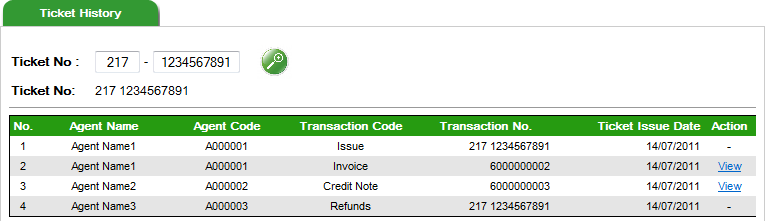 Ticket History
Ticket No : 217 - 1234567891
Ticket No: 217 1234567891
No. Agent Name Agent Code Transaction Code Transaction No. Ticket Issue Date Action
1 Agent Name1 A000001 Issue 217 1234567891 14/07/2011 -
2 Agent Name1 A000001 Invoice 6000000002 14/07/2011 View
3 Agent Name2 A000002 Credit Note 6000000003 14/07/2011 View
4 Agent Name3 A000003 Refunds 217 1234567891 14/07/2011 -